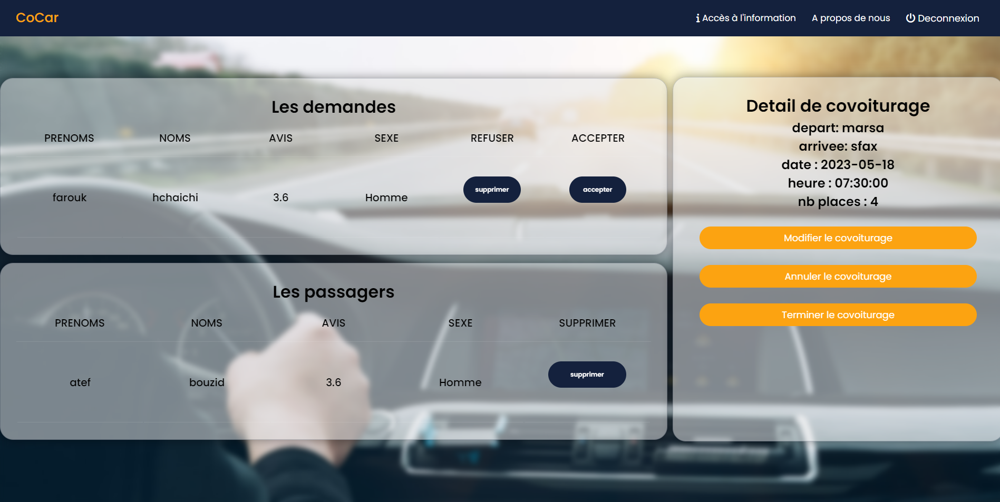 CoCar
Accès à l'information A propos de nous Deconnexion
Les demandes
PRENOMS NOMS AVIS SEXE REFUSER ACCEPTER
farouk hchaichi 3.6 Homme supprimer accepter
Les passagers
PRENOMS NOMS AVIS SEXE SUPPRIMER
atef bouzid 3.6 Homme supprimer
Detail de covoiturage
depart: marsa
arrivee: sfax
date : 2023-05-18
heure : 07:30:00
nb places : 4
Modifier le covoiturage
Annuler le covoiturage
Terminer le covoiturage